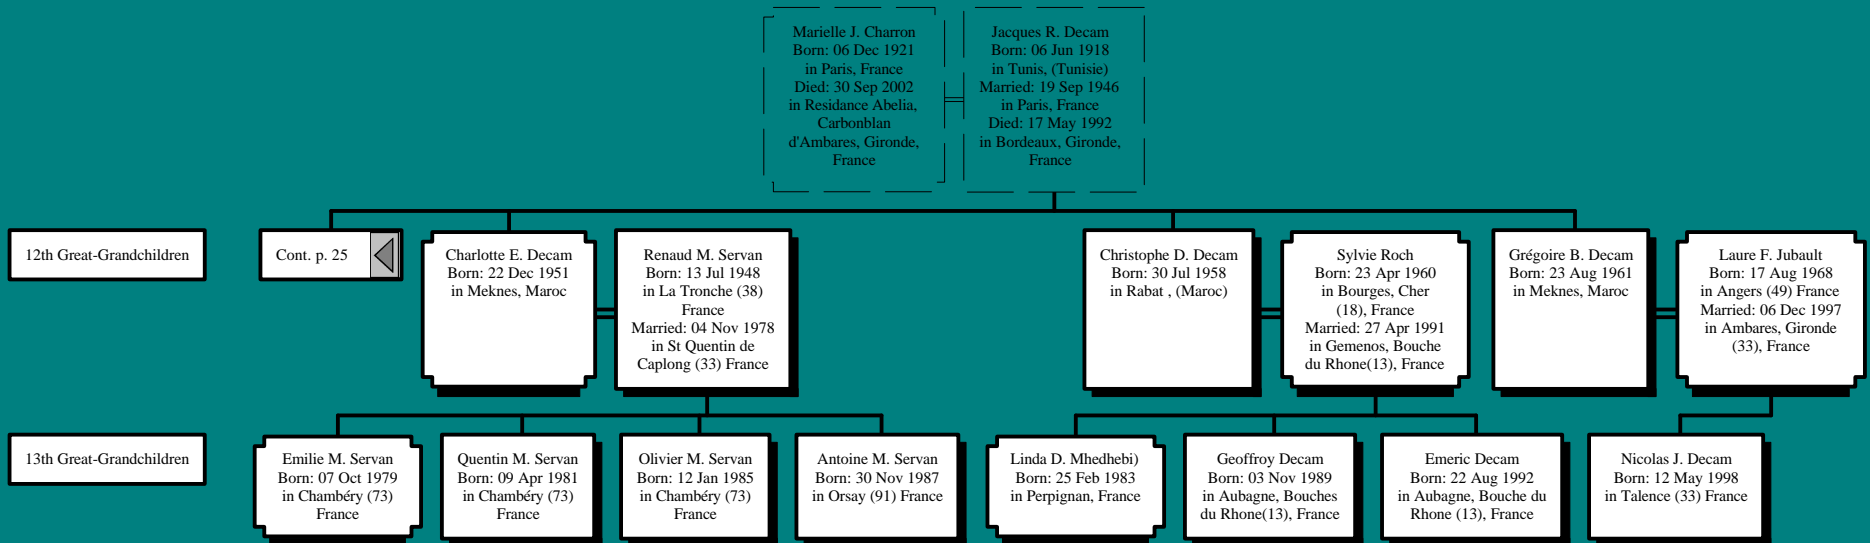 Marielle J. Charron
Born: 06 Dec 1921
in Paris, France
Died: 30 Sep 2002
in Residance Abelia,
Carbonblan
d'Ambares, Gironde,
France
Jacques R. Decam
Born: 06 Jun 1918
in Tunis, (Tunisie)
Married: 19 Sep 1946
in Paris, France
Died: 17 May 1992
in Bordeaux, Gironde,
France
12th Great-Grandchildren
Cont. p. 25
Charlotte E. Decam
Born: 22 Dec 1951
in Meknes, Maroc
Renaud M. Servan
Born: 13 Jul 1948
in La Tronche (38)
France
Married: 04 Nov 1978
in St Quentin de
Caplong (33) France
Christophe D. Decam
Born: 30 Jul 1958
in Rabat , (Maroc)
Sylvie Roch
Born: 23 Apr 1960
in Bourges, Cher
(18), France
Married: 27 Apr 1991
in Gemenos, Bouche
du Rhone(13), France
Grégoire B. Decam
Born: 23 Aug 1961
in Meknes, Maroc
Laure F. Jubault
Born: 17 Aug 1968
in Angers (49) France
Married: 06 Dec 1997
in Ambares, Gironde
(33), France
13th Great-Grandchildren
Emilie M. Servan
Born: 07 Oct 1979
in Chambéry (73)
France
Quentin M. Servan
Born: 09 Apr 1981
in Chambéry (73)
France
Olivier M. Servan
Born: 12 Jan 1985
in Chambéry (73)
France
Antoine M. Servan
Born: 30 Nov 1987
in Orsay (91) France
Linda D. Mhedhebi)
Born: 25 Feb 1983
in Perpignan, France
Geoffroy Decam
Born: 03 Nov 1989
in Aubagne, Bouches
du Rhone(13), France
Emeric Decam
Born: 22 Aug 1992
in Aubagne, Bouche du
Rhone (13), France
Nicolas J. Decam
Born: 12 May 1998
in Talence (33) France